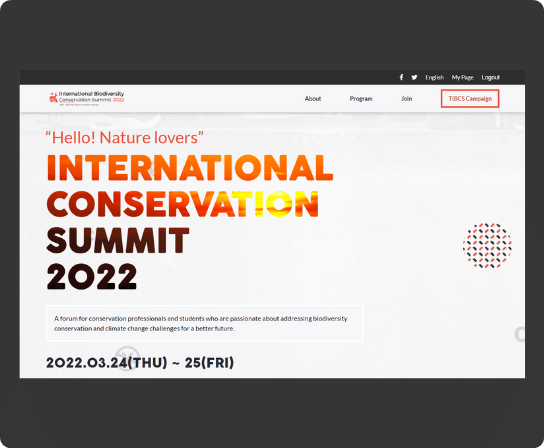 English My Page Logout
International Biodiversity
Conservation Summit 2022
About Program Join TIBCS Campaign
“Hello! Nature lovers”
INTERNATIONAL
CONSERVATION
SUMMIT
2022
A forum for conservation professionals and students who are passionate about addressing biodiversity
conservation and climate change challenges for a better future.
2022.03.24(THU) ~ 25(FRI)